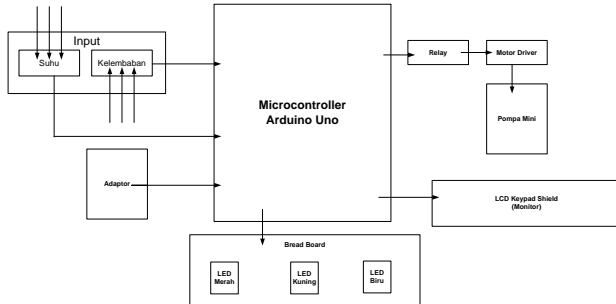 Input
Suhu
Kelembaban
Microcontroller
Arduino Uno
Relay
Motor Driver
Pompa Mini
Adaptor
LCD Keypad Shield
(Monitor)
Bread Board
LED
Merah
LED
Kuning
LED
Biru